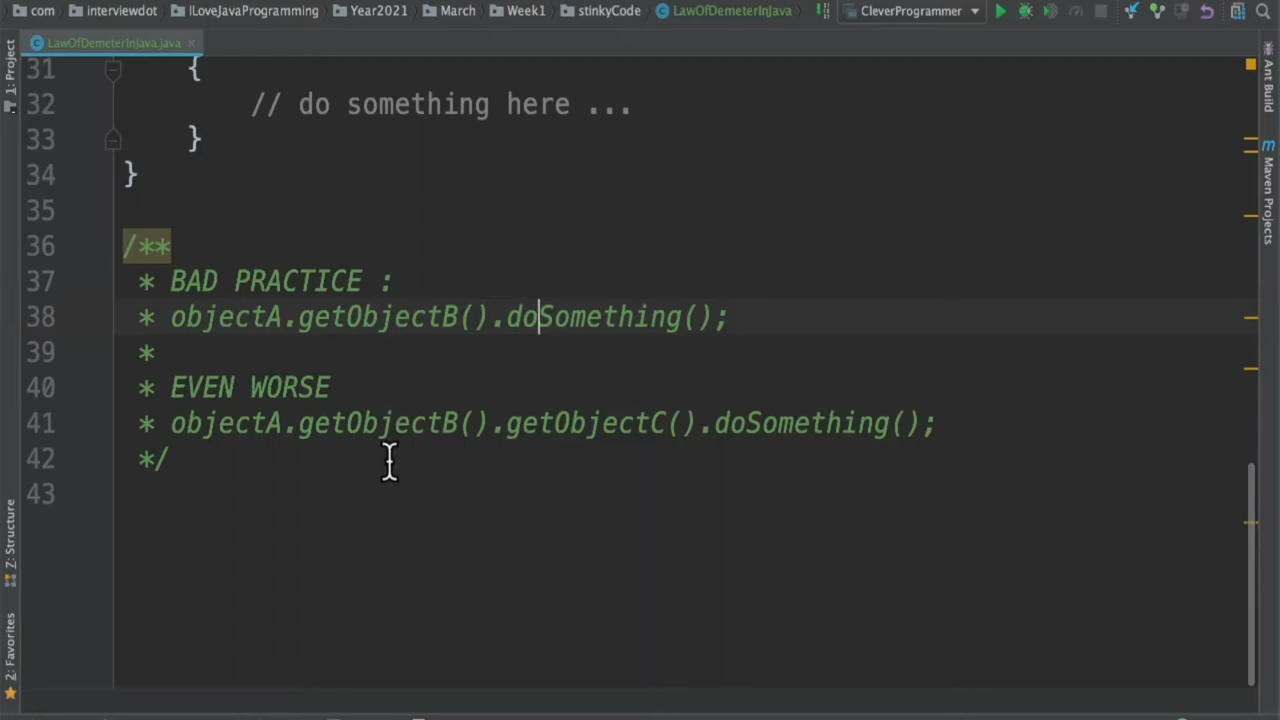 com interviewdot ILoveJavaProgramming Year2021 March Week1 stinkyCode LawOfDemeterInJava CleverProgrammer
LawOfDemeterInJava.java
1: Project
Z: Structure
2: Favorites
31 {
32 // do something here ...
33 }
34 }
35
36 /**
37 * BAD PRACTICE :
38 * objectA.getObjectB().doSomething();
39 *
40 * EVEN WORSE
41 * objectA.getObjectB().getObjectC().doSomething();
42 */
43
Ant Build
m Maven Projects